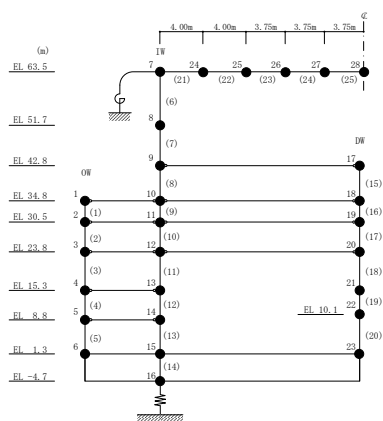 ℄
4.00m 4.00m 3.75m 3.75m 3.75m
(m) IW
EL 63.5 7 24 25 26 27 28
(21) (22) (23) (24) (25)
(6)
EL 51.7 8
(7) DW
EL 42.8 9 17
OW (8) (15)
EL 34.8 1 10 18
(1) (9) (16)
EL 30.5 2 11 19
(2) (10) (17)
EL 23.8 3 12 20
(3) (11) (18)
EL 15.3 4 13 21
(4) (12) (19)
EL 10.1 22
EL 8.8 5 14
(5) (13) (20)
EL 1.3 6 15 23
(14)
EL -4.7 16